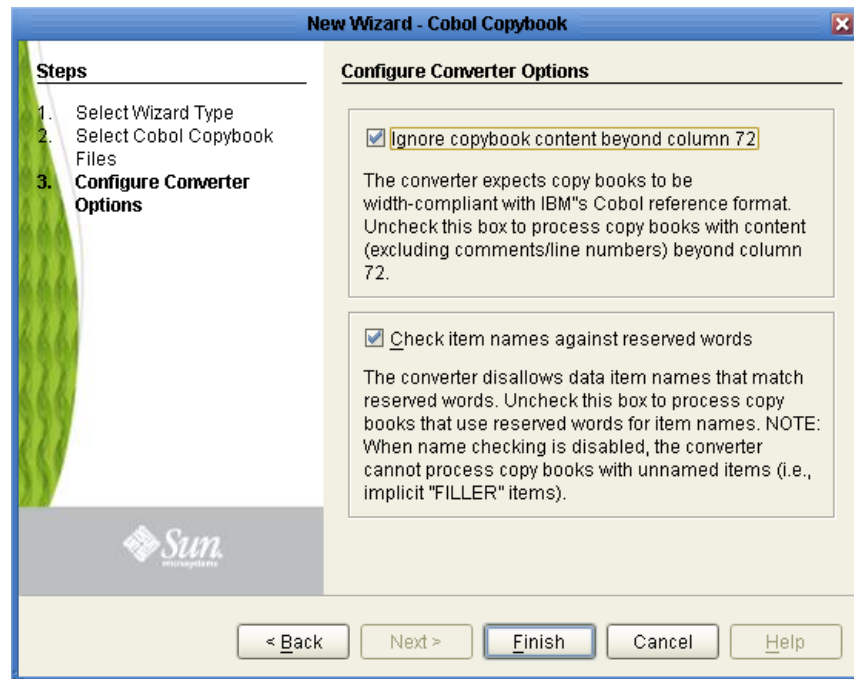 New Wizard - Cobol Copybook
Steps
1. Select Wizard Type
2. Select Cobol Copybook
Files
3. Configure Converter
Options
Sun
microsystems
Configure Converter Options
Ignore copybook content beyond column 72
The converter expects copy books to be
width-compliant with IBM"s Cobol reference format.
Uncheck this box to process copy books with content
(excluding comments/line numbers) beyond column
72.
Check item names against reserved words
The converter disallows data item names that match
reserved words. Uncheck this box to process copy
books that use reserved words for item names. NOTE:
When name checking is disabled, the converter
cannot process copy books with unnamed items (i.e.,
implicit "FILLER" items).
< Back
Next >
Finish
Cancel
Help